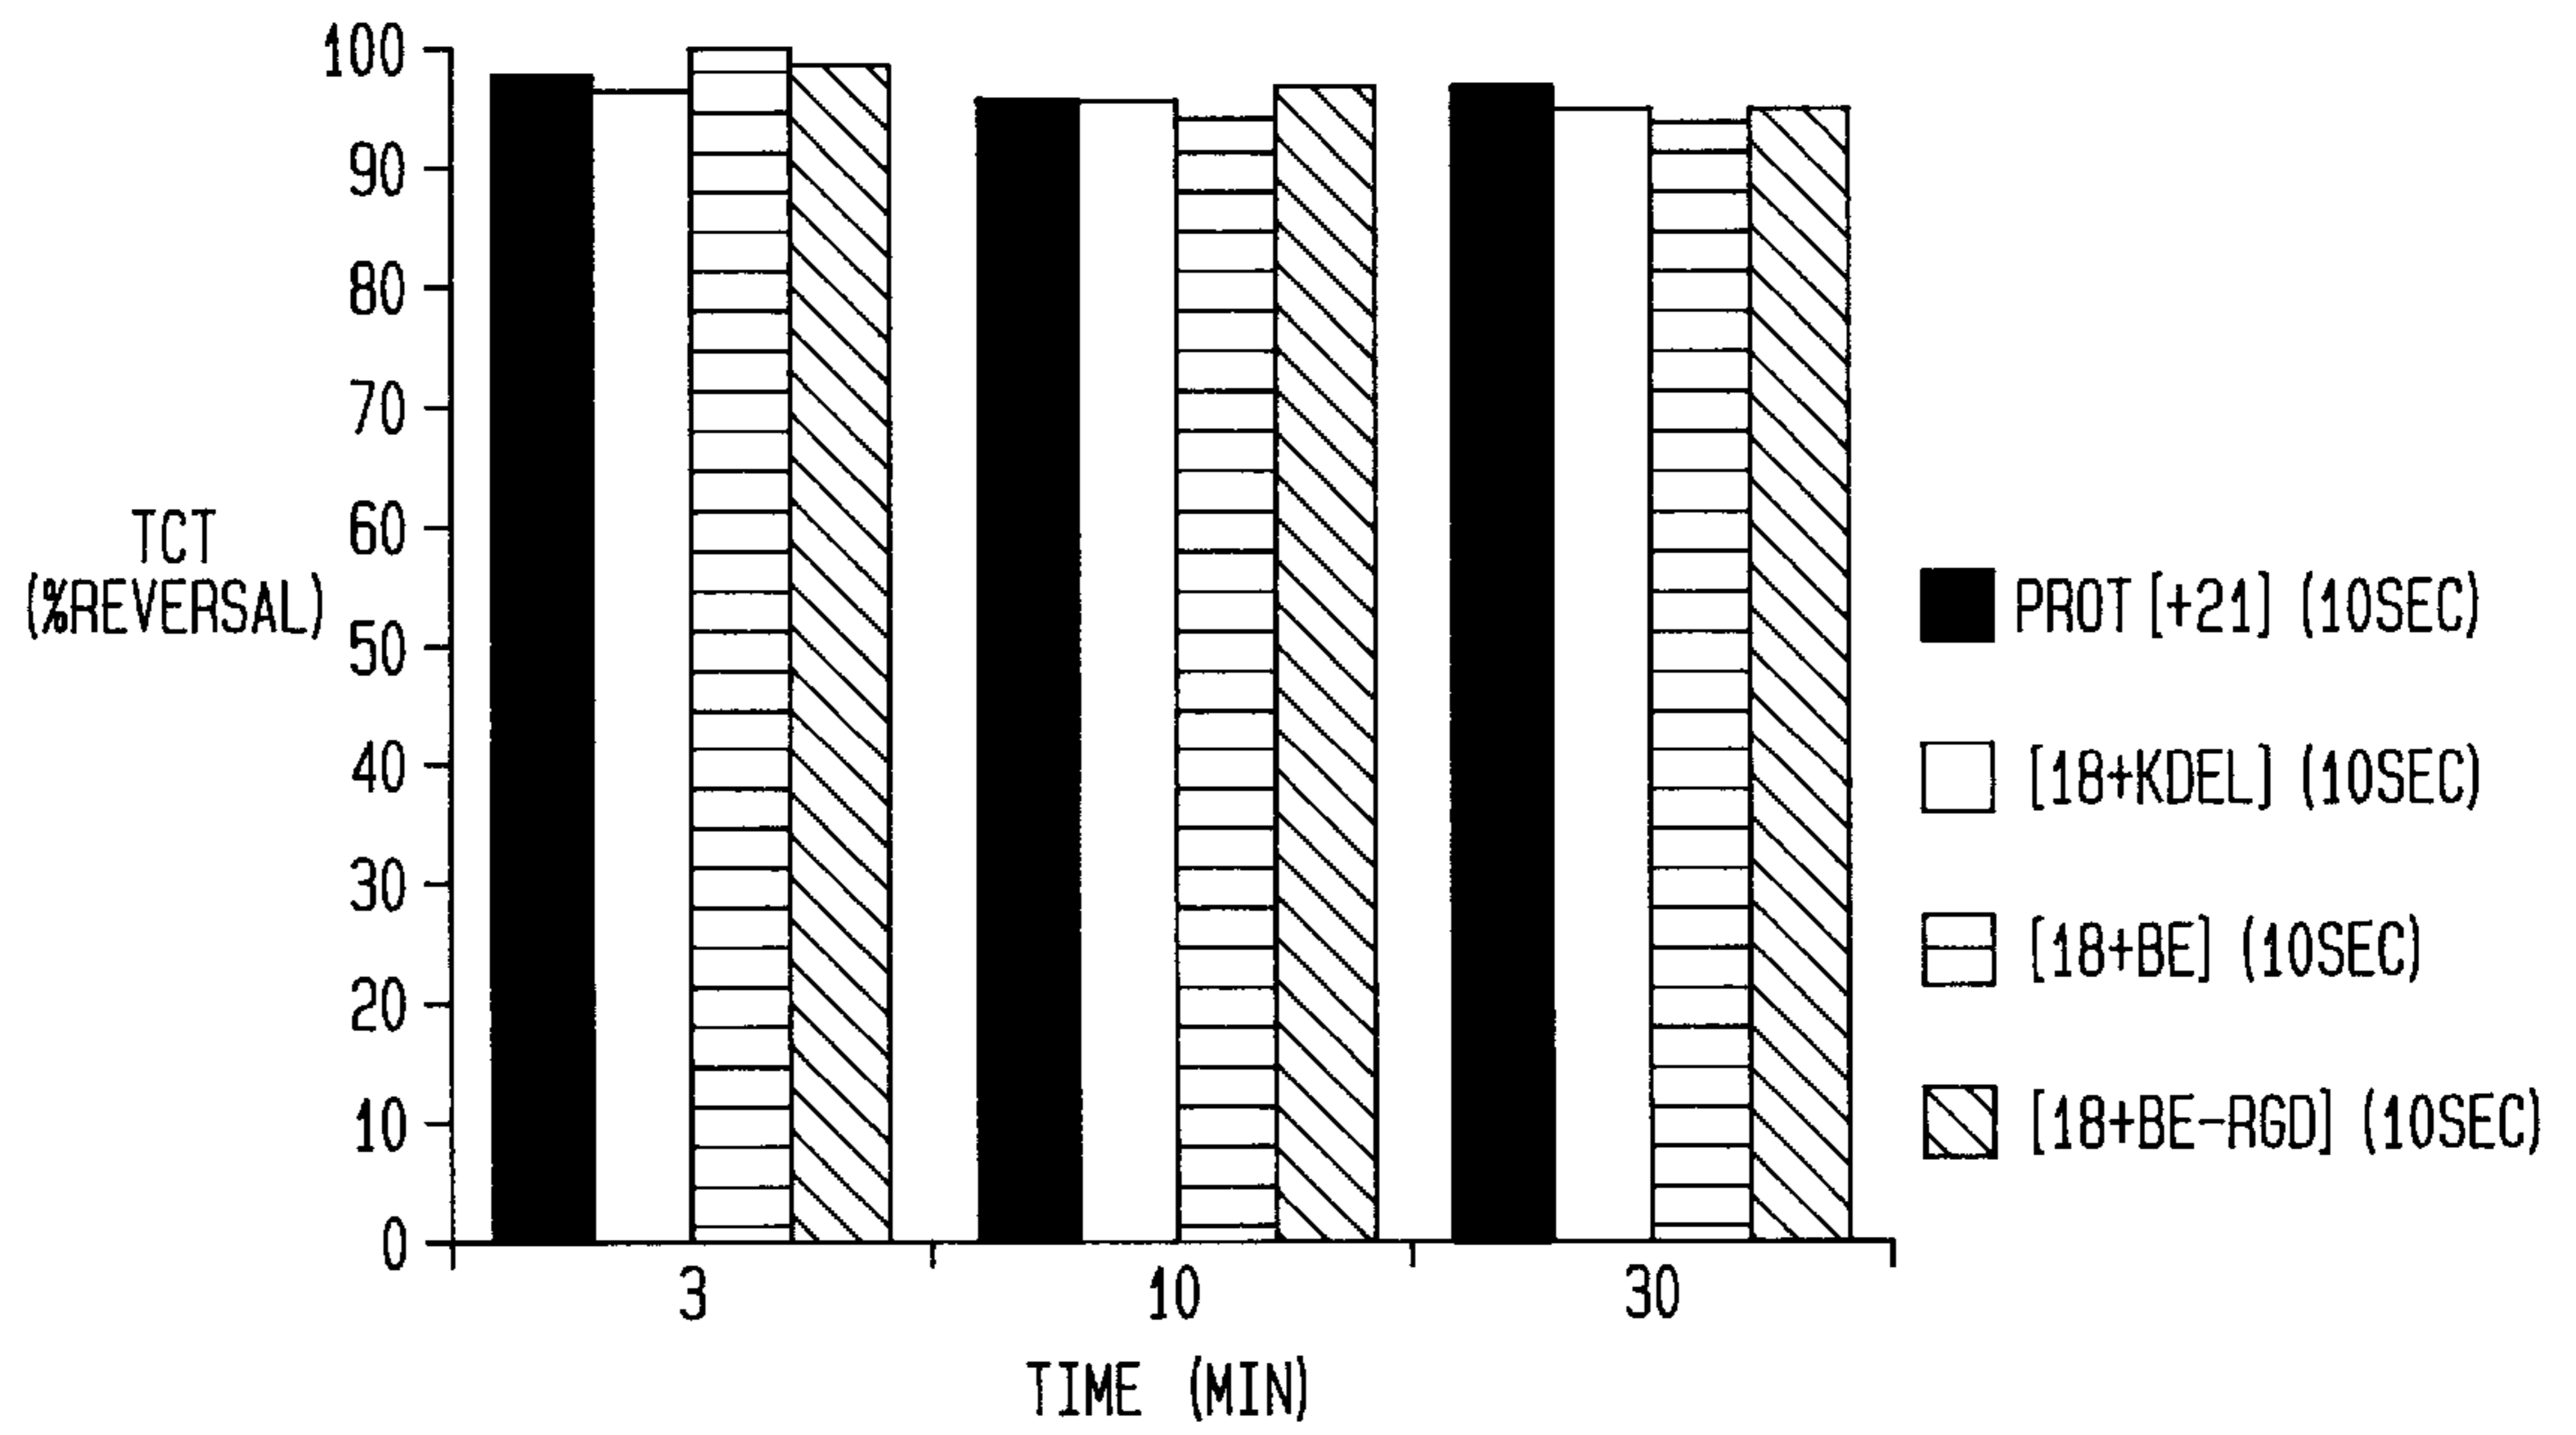 100
90
80
70
60
50
40
30
20
10
0
TCT
(%REVERSAL)
3 10 30
TIME (MIN)
PROT [+21] (10SEC)
[18+KDEL] (10SEC)
[18+BE] (10SEC)
[18+BE-RGD] (10SEC)